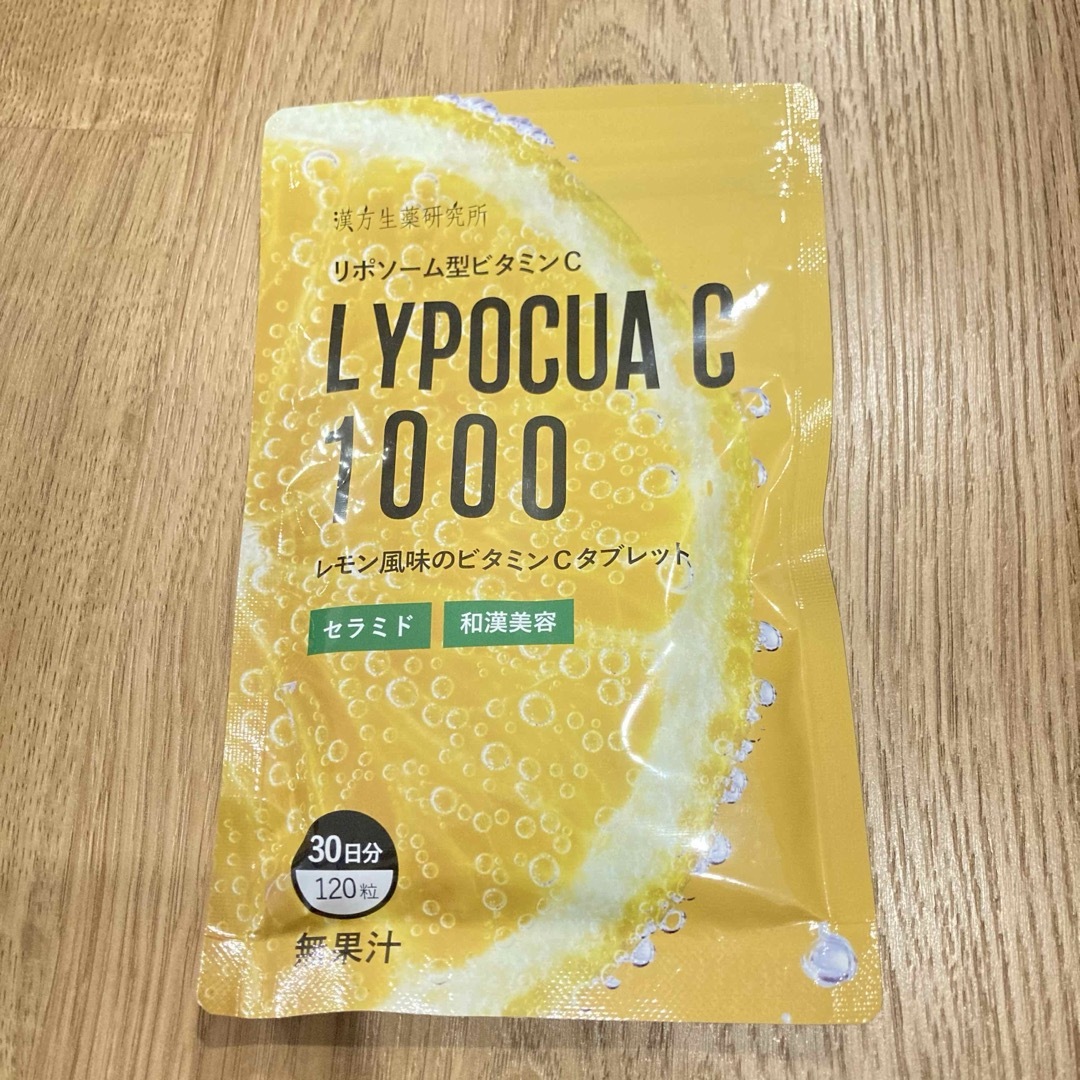 漢方生薬研究所
リポソーム型ビタミンC
LYPOCUA C
1000
レモン風味のビタミンCタブレット
セラミド 和漢美容
30日分
120粒
無果汁